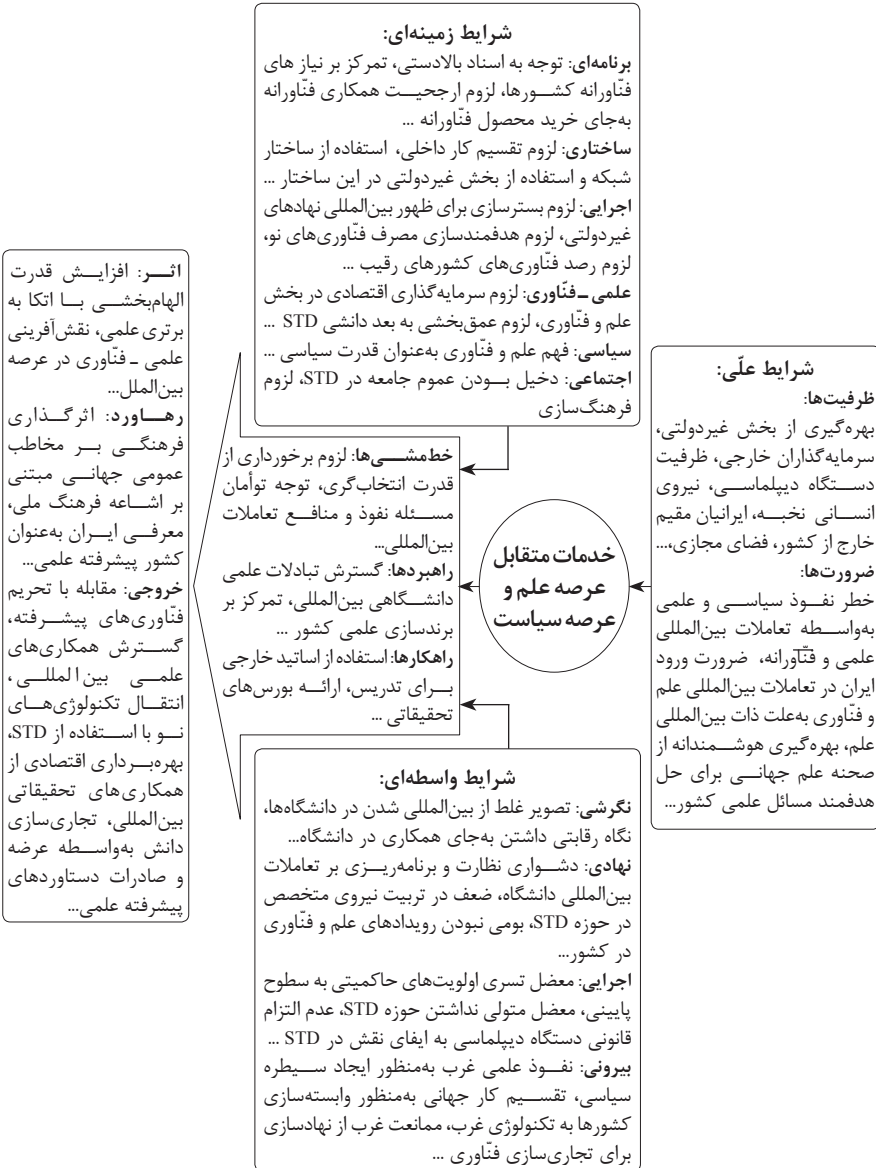 شرایط زمینه‌ای:
برنامه‌ای: توجه به اسناد بالادستی، تمرکز بر نیاز های
فنّاورانه کشورها، لزوم ارجحیت همکاری فنّاورانه
به‌جای خرید محصول فنّاورانه ...
ساختاری: لزوم تقسیم کار داخلی، استفاده از ساختار
شبکه و استفاده از بخش غیردولتی در این ساختار ...
اجرایی: لزوم بسترسازی برای ظهور بین‌المللی نهادهای
غیردولتی، لزوم هدفمندسازی مصرف فنّاوری‌های نو،
لزوم رصد فنّاوری‌های کشورهای رقیب ...
علمی ـ فنّاوری: لزوم سرمایه‌گذاری اقتصادی در بخش
علم و فنّاوری، لزوم عمق‌بخشی به بعد دانشی STD ...
سیاسی: فهم علم و فنّاوری به‌عنوان قدرت سیاسی ...
اجتماعی: دخیل بودن عموم جامعه در STD، لزوم
فرهنگ‌سازی
شرایط علّی:
ظرفیت‌ها:
بهره‌گیری از بخش غیردولتی،
سرمایه‌گذاران خارجی، ظرفیت
دستگاه دیپلماسی، نیروی
انسانی نخبه، ایرانیان مقیم
خارج از کشور، فضای مجازی،...
ضرورت‌ها:
خطر نفوذ سیاسی و علمی
به‌واسطه تعاملات بین‌المللی
علمی و فنّاورانه، ضرورت ورود
ایران در تعاملات بین‌المللی علم
و فنّاوری به‌علت ذات بین‌المللی
علم، بهره‌گیری هوشمندانه از
صحنه علم جهانی برای حل
هدفمند مسائل علمی کشور...
خدمات متقابل
عرصه علم و
عرصه سیاست
خط‌مشی‌ها: لزوم برخورداری از
قدرت انتخاب‌گری، توجه توأمان
مسئله نفوذ و منافع تعاملات
بین‌المللی...
راهبردها: گسترش تبادلات علمی
دانشگاهی بین‌المللی، تمرکز بر
برندسازی علمی کشور ...
راهکارها: استفاده از اساتید خارجی
برای تدریس، ارائه بورس‌های
تحقیقاتی ...
شرایط واسطه‌ای:
نگرشی: تصویر غلط از بین‌المللی شدن در دانشگاه‌ها،
نگاه رقابتی داشتن به‌جای همکاری در دانشگاه...
نهادی: دشواری نظارت و برنامه‌ریزی بر تعاملات
بین‌المللی دانشگاه، ضعف در تربیت نیروی متخصص
در حوزه STD، بومی نبودن رویدادهای علم و فنّاوری
در کشور...
اجرایی: معضل تسری اولویت‌های حاکمیتی به سطوح
پایینی، معضل متولی نداشتن حوزه STD، عدم التزام
قانونی دستگاه دیپلماسی به ایفای نقش در STD ...
بیرونی: نفوذ علمی غرب به‌منظور ایجاد سیطره
سیاسی، تقسیم کار جهانی به‌منظور وابسته‌سازی
کشورها به تکنولوژی غرب، ممانعت غرب از نهادسازی
برای تجاری‌سازی فنّاوری ...
اثر: افزایش قدرت
الهام‌بخشی با اتکا به
برتری علمی، نقش‌آفرینی
علمی ـ فنّاوری در عرصه
بین‌الملل...
رهاورد: اثرگذاری
فرهنگی بر مخاطب
عمومی جهانی مبتنی
بر اشاعه فرهنگ ملی،
معرفی ایران به‌عنوان
کشور پیشرفته علمی...
خروجی: مقابله با تحریم
فنّاوری‌های پیشرفته،
گسترش همکاری‌های
علمی بین‌المللی،
انتقال تکنولوژی‌های
نو با استفاده از STD،
بهره‌برداری اقتصادی از
همکاری‌های تحقیقاتی
بین‌المللی، تجاری‌سازی
دانش به‌واسطه عرضه
و صادرات دستاوردهای
پیشرفته علمی...